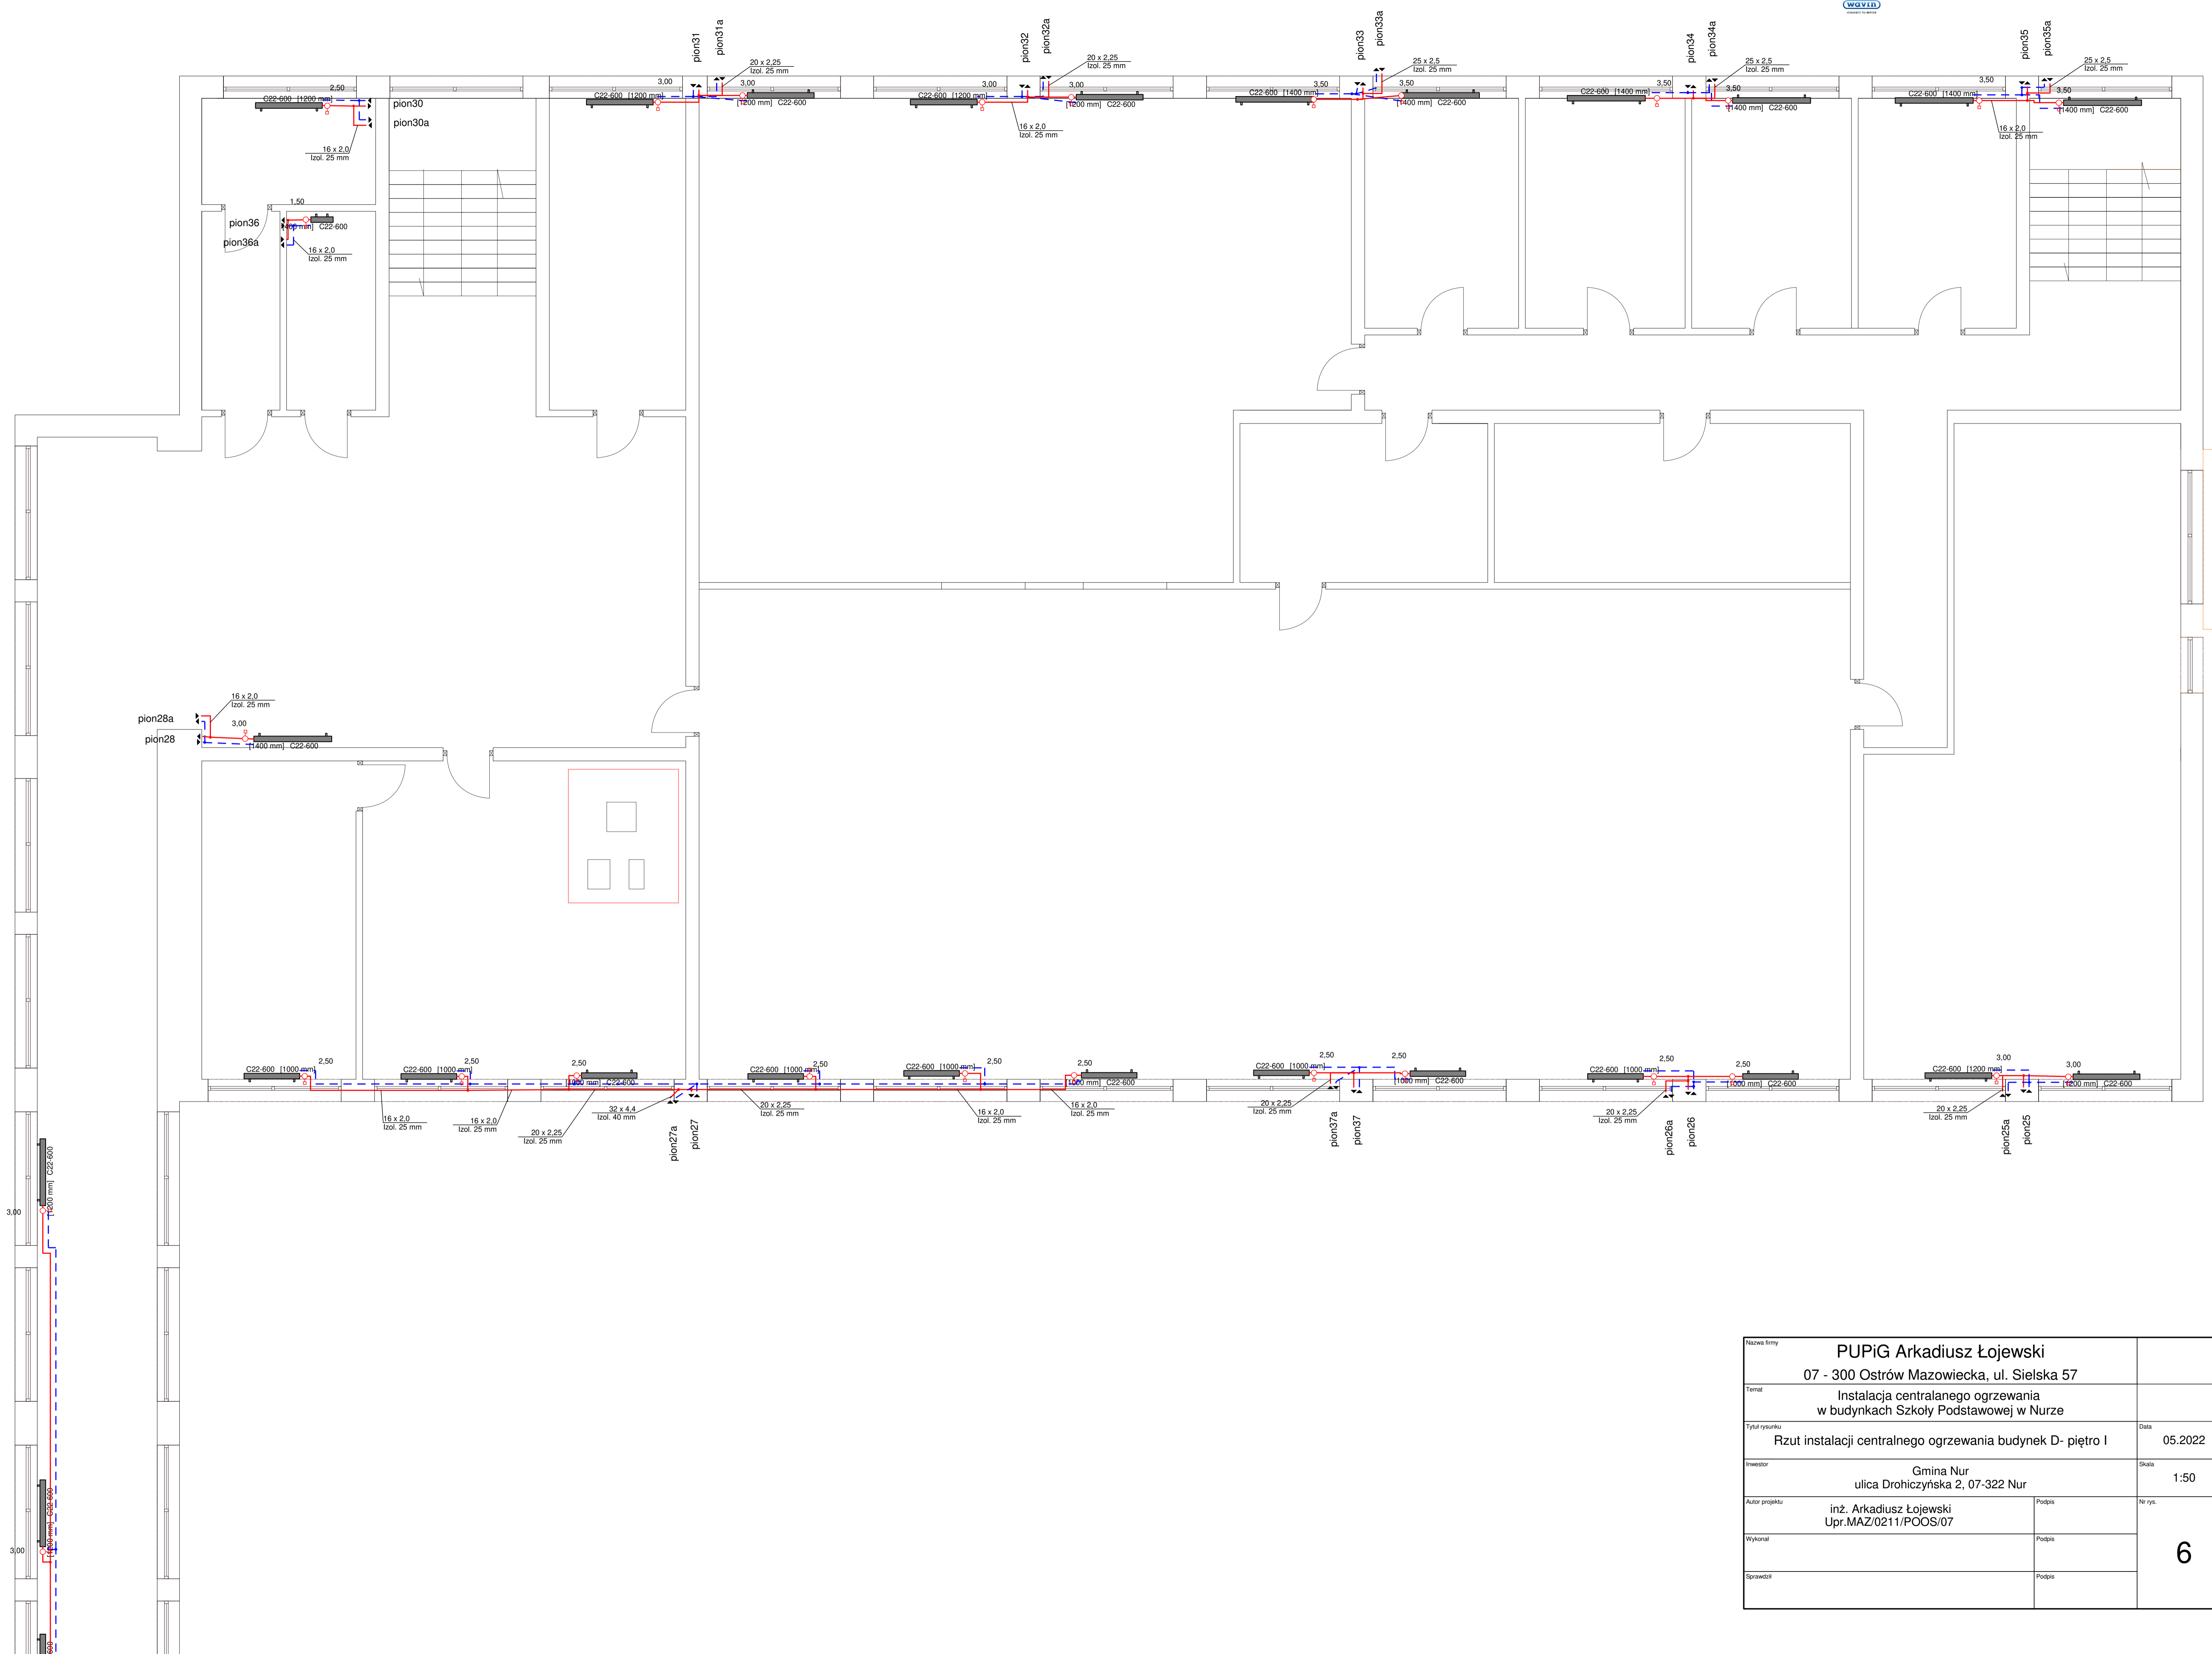 wavin
pion31
pion31a
pion32
pion32a
pion33
pion33a
pion34
pion34a
pion35
pion35a
20 x 2,25
Izol. 25 mm
20 x 2,25
Izol. 25 mm
25 x 2,5
Izol. 25 mm
25 x 2,5
Izol. 25 mm
25 x 2,5
Izol. 25 mm
2,50
C22-600 [1200 mm]
pion30
pion30a
16 x 2,0
Izol. 25 mm
3,00
C22-600 [1200 mm]
3,00
[1200 mm] C22-600
3,00
C22-600 [1200 mm]
3,00
[1200 mm] C22-600
16 x 2,0
Izol. 25 mm
3,50
C22-600 [1400 mm]
3,50
[1400 mm] C22-600
3,50
C22-600 [1400 mm]
3,50
[1400 mm] C22-600
3,50
C22-600 [1400 mm]
3,50
[1400 mm] C22-600
16 x 2,0
Izol. 25 mm
1,50
pion36
[400 mm] C22-600
pion36a
16 x 2,0
Izol. 25 mm
16 x 2,0
Izol. 25 mm
pion28a
3,00
pion28
[1400 mm] C22-600
2,50
C22-600 [1000 mm]
2,50
C22-600 [1000 mm]
2,50
[1000 mm] C22-600
2,50
C22-600 [1000 mm]
2,50
C22-600 [1000 mm]
2,50
[1000 mm] C22-600
2,50
C22-600 [1000 mm]
2,50
[1000 mm] C22-600
2,50
C22-600 [1000 mm]
2,50
[1000 mm] C22-600
3,00
C22-600 [1200 mm]
3,00
[1200 mm] C22-600
16 x 2,0
Izol. 25 mm
16 x 2,0
Izol. 25 mm
20 x 2,25
Izol. 25 mm
32 x 4,4
Izol. 40 mm
20 x 2,25
Izol. 25 mm
16 x 2,0
Izol. 25 mm
16 x 2,0
Izol. 25 mm
20 x 2,25
Izol. 25 mm
20 x 2,25
Izol. 25 mm
20 x 2,25
Izol. 25 mm
pion27a
pion27
pion37a
pion37
pion26a
pion26
pion25a
pion25
[1200 mm] C22-600
3,00
[1200 mm] C22-600
3,00
Nazwa firmy
PUPiG Arkadiusz Łojewski
07 - 300 Ostrów Mazowiecka, ul. Sielska 57
Temat
Instalacja centralanego ogrzewania
w budynkach Szkoły Podstawowej w Nurze
Tytuł rysunku
Rzut instalacji centralnego ogrzewania budynek D- piętro I
Data
05.2022
Inwestor
Gmina Nur
ulica Drohiczyńska 2, 07-322 Nur
Skala
1:50
Autor projektu
inż. Arkadiusz Łojewski
Upr.MAZ/0211/POOS/07
Podpis
Nr rys.
Wykonał
Podpis
6
Sprawdził
Podpis